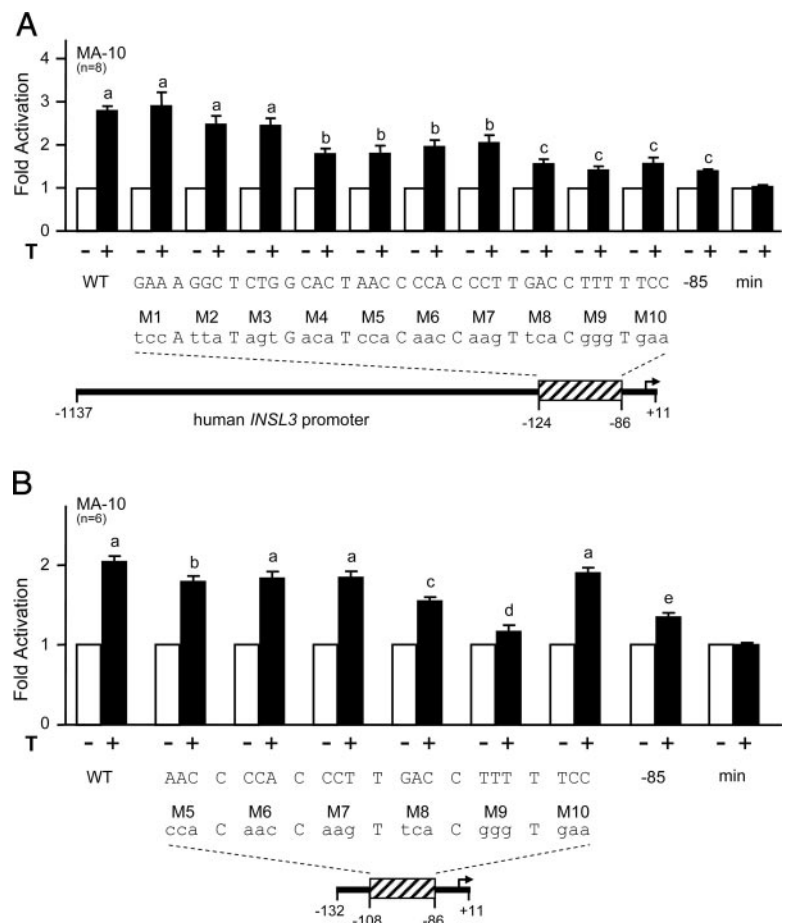 A
MA-10
(n=8)
Fold Activation
4
3
2
1
0
a a a a b b b b c c c c
T - + - + - + - + - + - + - + - + - + - + - + - + - +
WT GAA A GGC T CTG G CAC T AAC C CCA C CCT T GAC C TTT T TCC -85 min
M1 M2 M3 M4 M5 M6 M7 M8 M9 M10
tcc A tta T agt G aca T cca C aac C aag T tca C ggg T gaa
-1137 human INSL3 promoter -124 -86 +11
B
MA-10
(n=6)
Fold Activation
2
1
0
a b a a c d a e
T - + - + - + - + - + - + - + - + - +
WT AAC C CCA C CCT T GAC C TTT T TCC -85 min
M5 M6 M7 M8 M9 M10
cca C aac C aag T tca C ggg T gaa
-132 -108 -86 +11